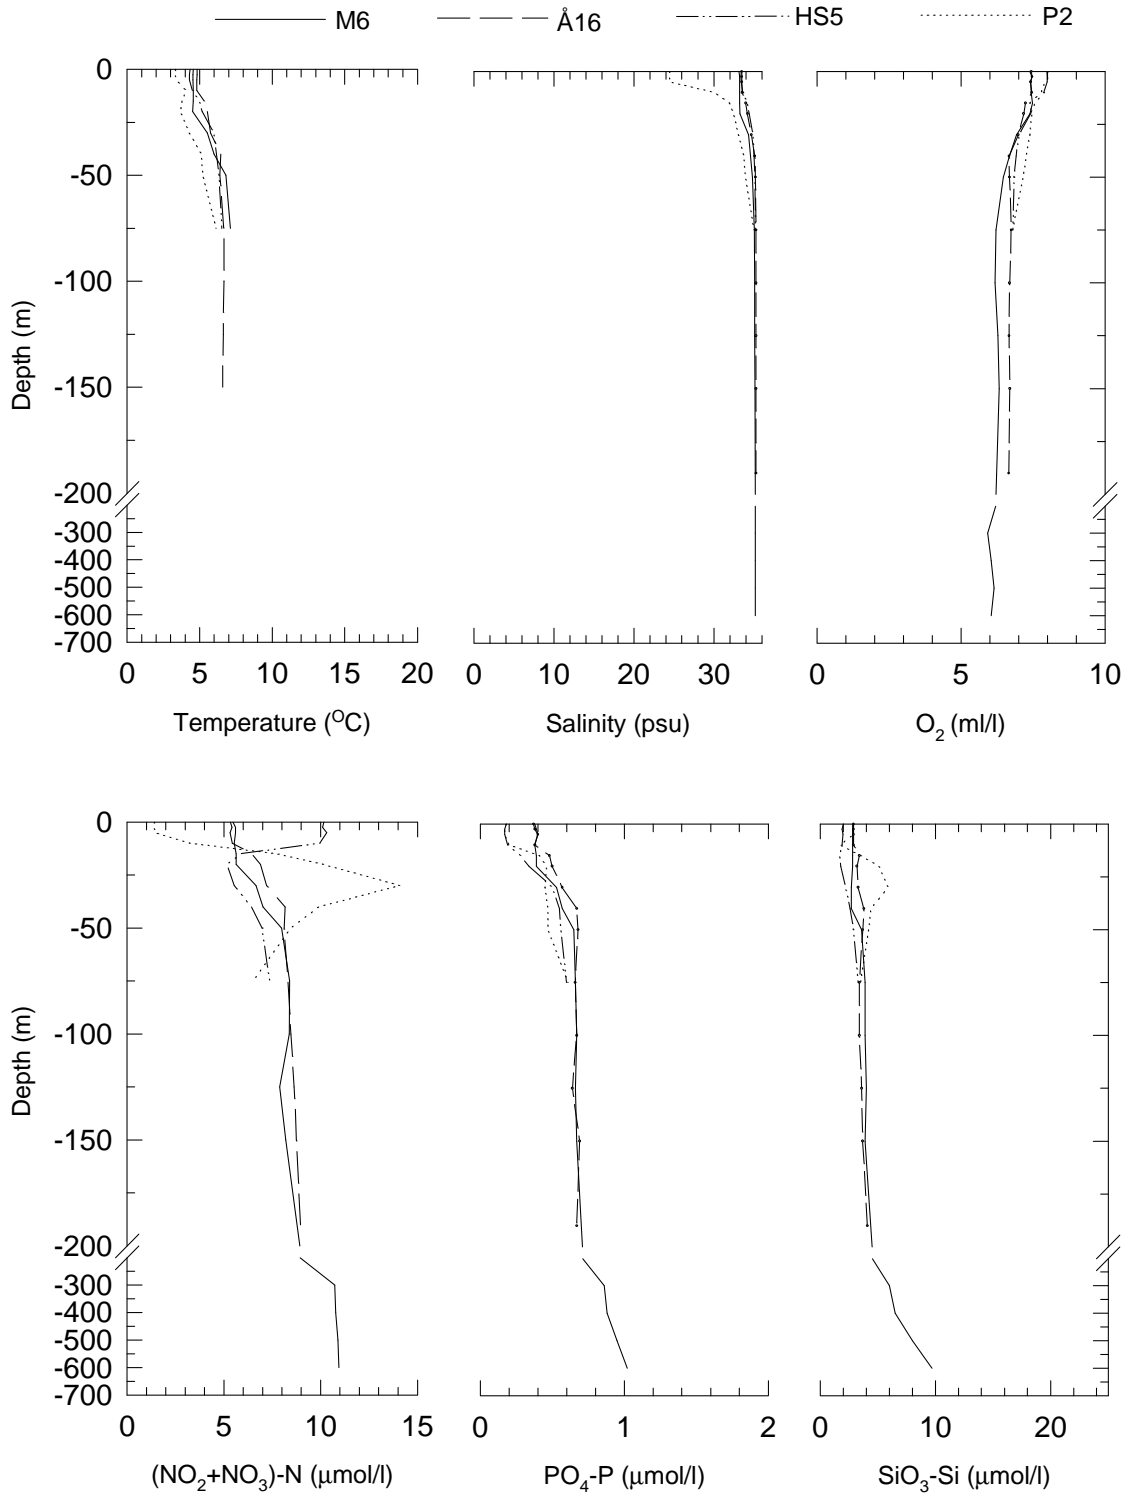 M6 Å16 HS5 P2
0
-50
-100
-150
-200
-300
-400
-500
-600
-700
Depth (m)
0 5 10 15 20
Temperature (°C)
0 10 20 30
Salinity (psu)
0 5 10
O₂ (ml/l)
0
-50
-100
-150
-200
-300
-400
-500
-600
-700
Depth (m)
0 5 10 15
(NO₂+NO₃)-N (μmol/l)
0 1 2
PO₄-P (μmol/l)
0 10 20
SiO₃-Si (μmol/l)